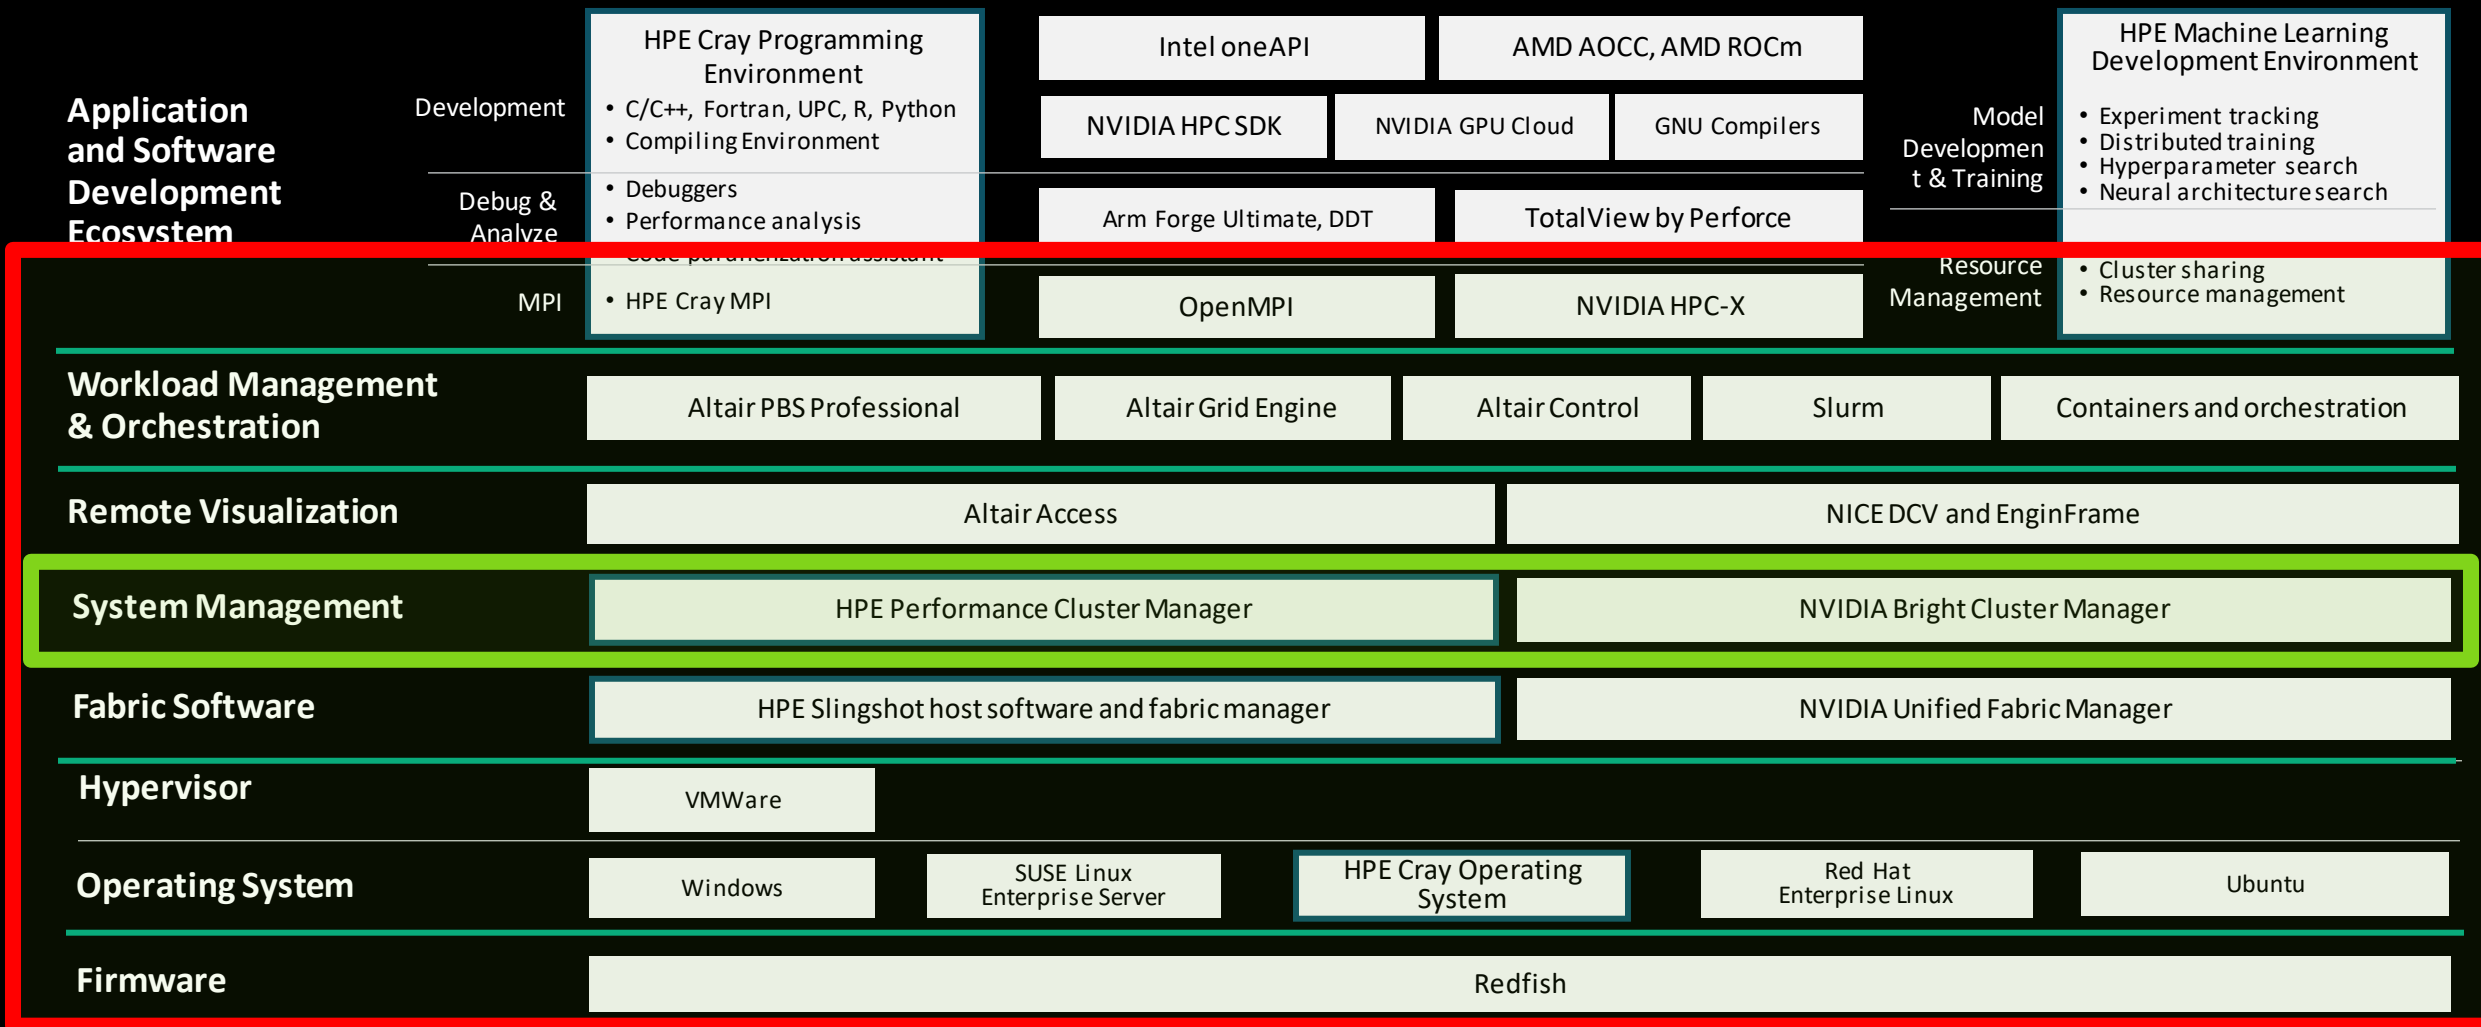 Application
and Software
Development
Ecosystem
Development
Debug &
Analyze
MPI
HPE Cray Programming
Environment
• C/C++, Fortran, UPC, R, Python
• Compiling Environment
• Debuggers
• Performance analysis
Code parallelization assistant
• HPE Cray MPI
Intel oneAPI
AMD AOCC, AMD ROCm
NVIDIA HPC SDK
NVIDIA GPU Cloud
GNU Compilers
Arm Forge Ultimate, DDT
TotalView by Perforce
OpenMPI
NVIDIA HPC-X
Model
Developmen
t & Training
Resource
Management
HPE Machine Learning
Development Environment
• Experiment tracking
• Distributed training
• Hyperparameter search
• Neural architecture search
• Cluster sharing
• Resource management
Workload Management
& Orchestration
Altair PBS Professional
Altair Grid Engine
Altair Control
Slurm
Containers and orchestration
Remote Visualization
Altair Access
NICE DCV and EnginFrame
System Management
HPE Performance Cluster Manager
NVIDIA Bright Cluster Manager
Fabric Software
HPE Slingshot host software and fabric manager
NVIDIA Unified Fabric Manager
Hypervisor
VMWare
Operating System
Windows
SUSE Linux
Enterprise Server
HPE Cray Operating
System
Red Hat
Enterprise Linux
Ubuntu
Firmware
Redfish